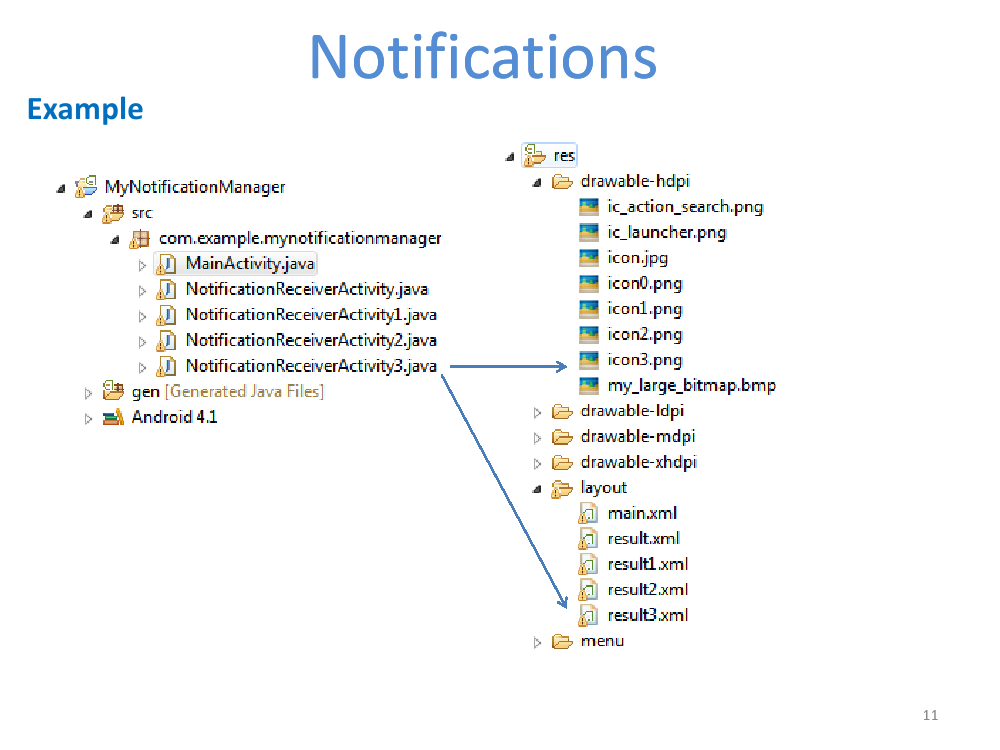 Notifications
Example
MyNotificationManager
src
com.example.mynotificationmanager
MainActivity.java
NotificationReceiverActivity.java
NotificationReceiverActivity1.java
NotificationReceiverActivity2.java
NotificationReceiverActivity3.java
gen [Generated Java Files]
Android 4.1
res
drawable-hdpi
ic_action_search.png
ic_launcher.png
icon.jpg
icon0.png
icon1.png
icon2.png
icon3.png
my_large_bitmap.bmp
drawable-ldpi
drawable-mdpi
drawable-xhdpi
layout
main.xml
result.xml
result1.xml
result2.xml
result3.xml
menu
11